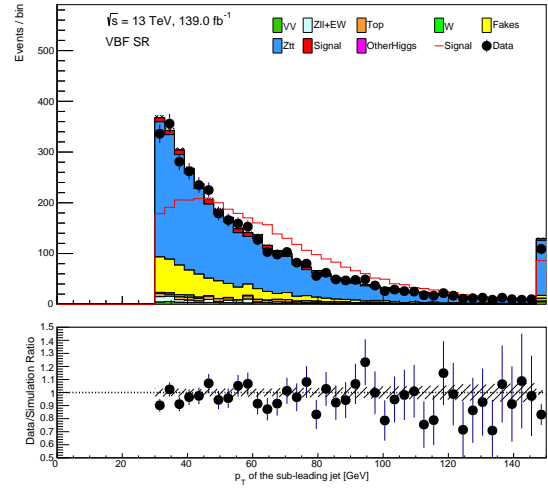 √s = 13 TeV, 139.0 fb⁻¹
VBF SR
VV Zll+EW Top W Fakes
Ztt Signal OtherHiggs Signal Data
Events / bin
500
400
300
200
100
0
Data/Simulation Ratio
1.5
1.4
1.3
1.2
1.1
1
0.9
0.8
0.7
0.6
0.5
0 20 40 60 80 100 120 140
p_T of the sub-leading jet [GeV]